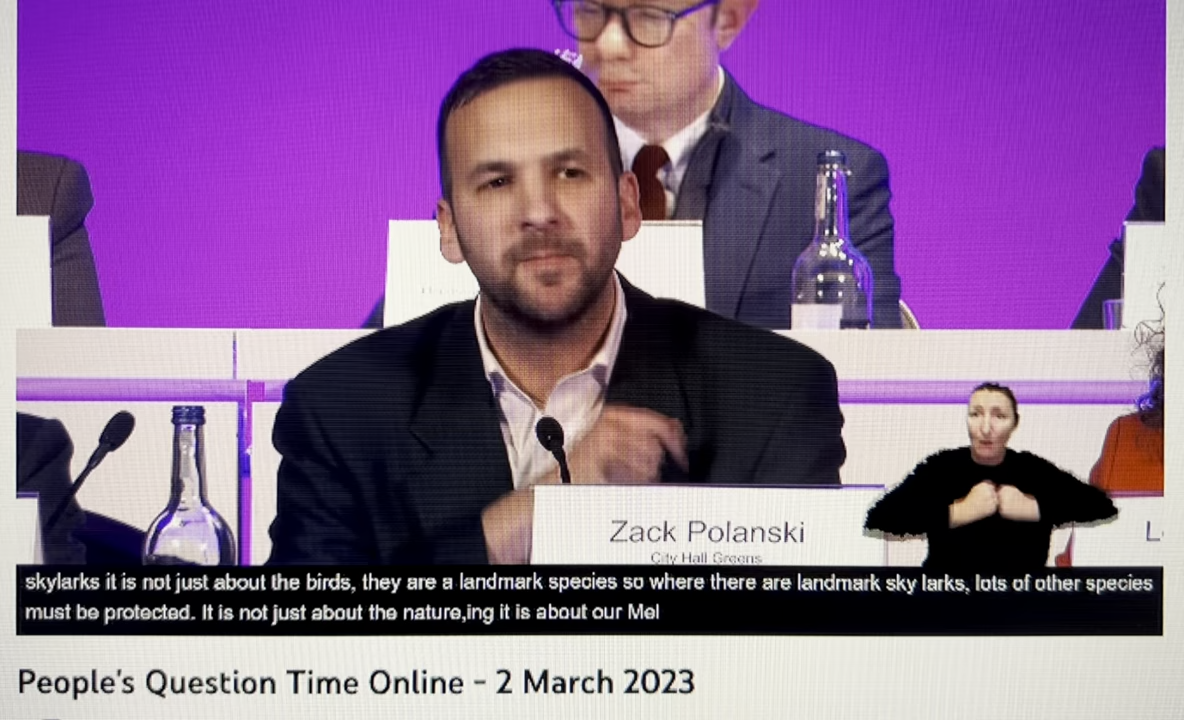 Zack Polanski
City Hall Greens
L
skylarks it is not just about the birds, they are a landmark species so where there are landmark sky larks, lots of other species
must be protected. It is not just about the nature,ing it is about our Mel
People's Question Time Online - 2 March 2023